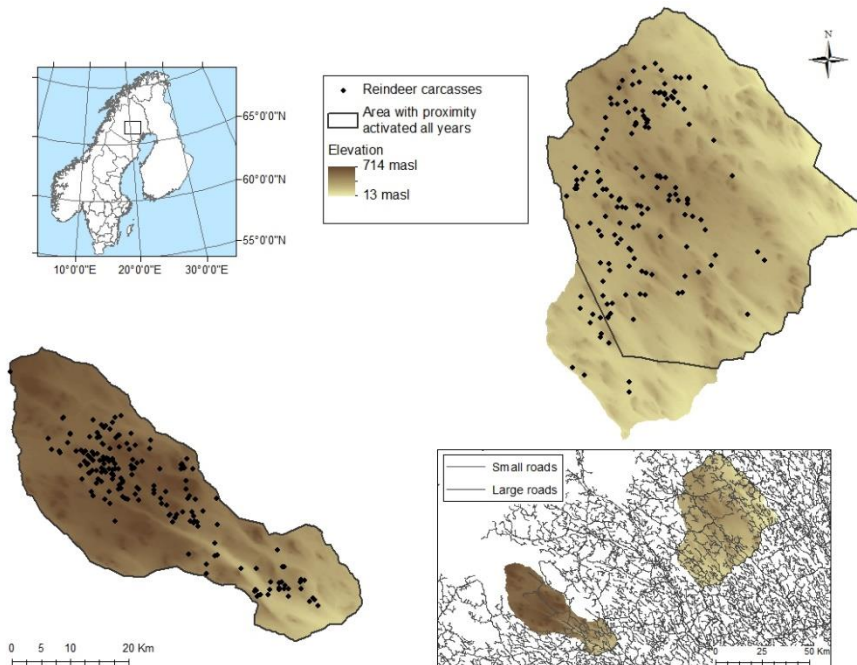 65°0'0"N
60°0'0"N
55°0'0"N
10°0'0"E 20°0'0"E 30°0'0"E
Reindeer carcasses
Area with proximity
activated all years
Elevation
714 masl
13 masl
N
0 5 10 20 Km
Small roads
Large roads
0 25 50 Km